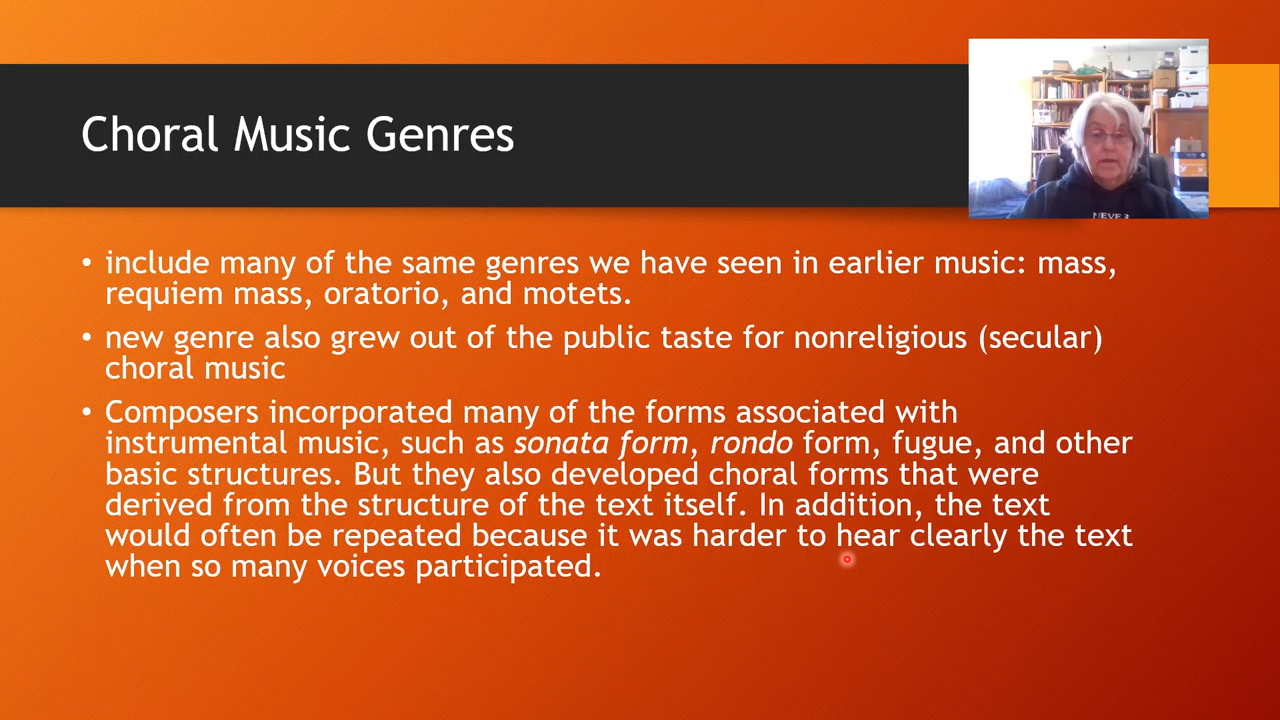 Choral Music Genres
NEVER
• include many of the same genres we have seen in earlier music: mass,
requiem mass, oratorio, and motets.
• new genre also grew out of the public taste for nonreligious (secular)
choral music
• Composers incorporated many of the forms associated with
instrumental music, such as sonata form, rondo form, fugue, and other
basic structures. But they also developed choral forms that were
derived from the structure of the text itself. In addition, the text
would often be repeated because it was harder to hear clearly the text
when so many voices participated.